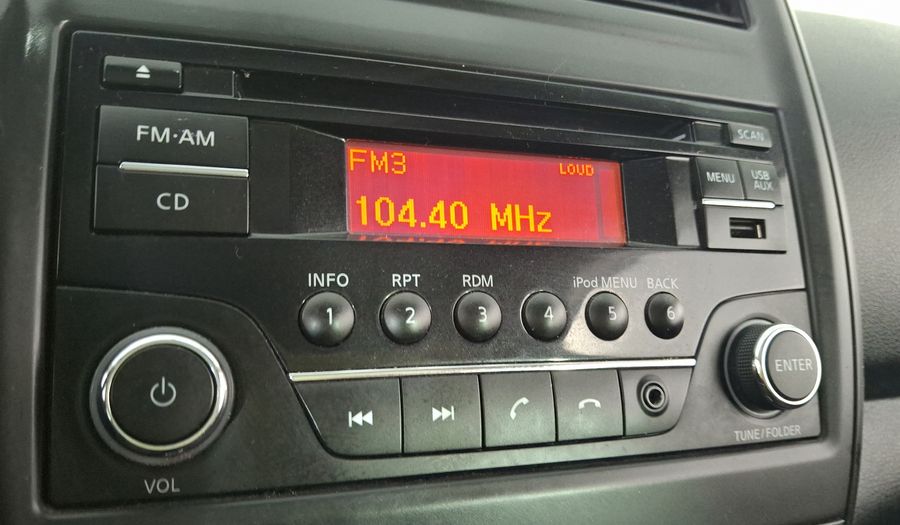 FM·AM
CD
FM3
LOUD
104.40 MHz
SCAN
MENU
USB
AUX
INFO
RPT
RDM
iPod MENU
BACK
1
2
3
4
5
6
VOL
ENTER
TUNE / FOLDER